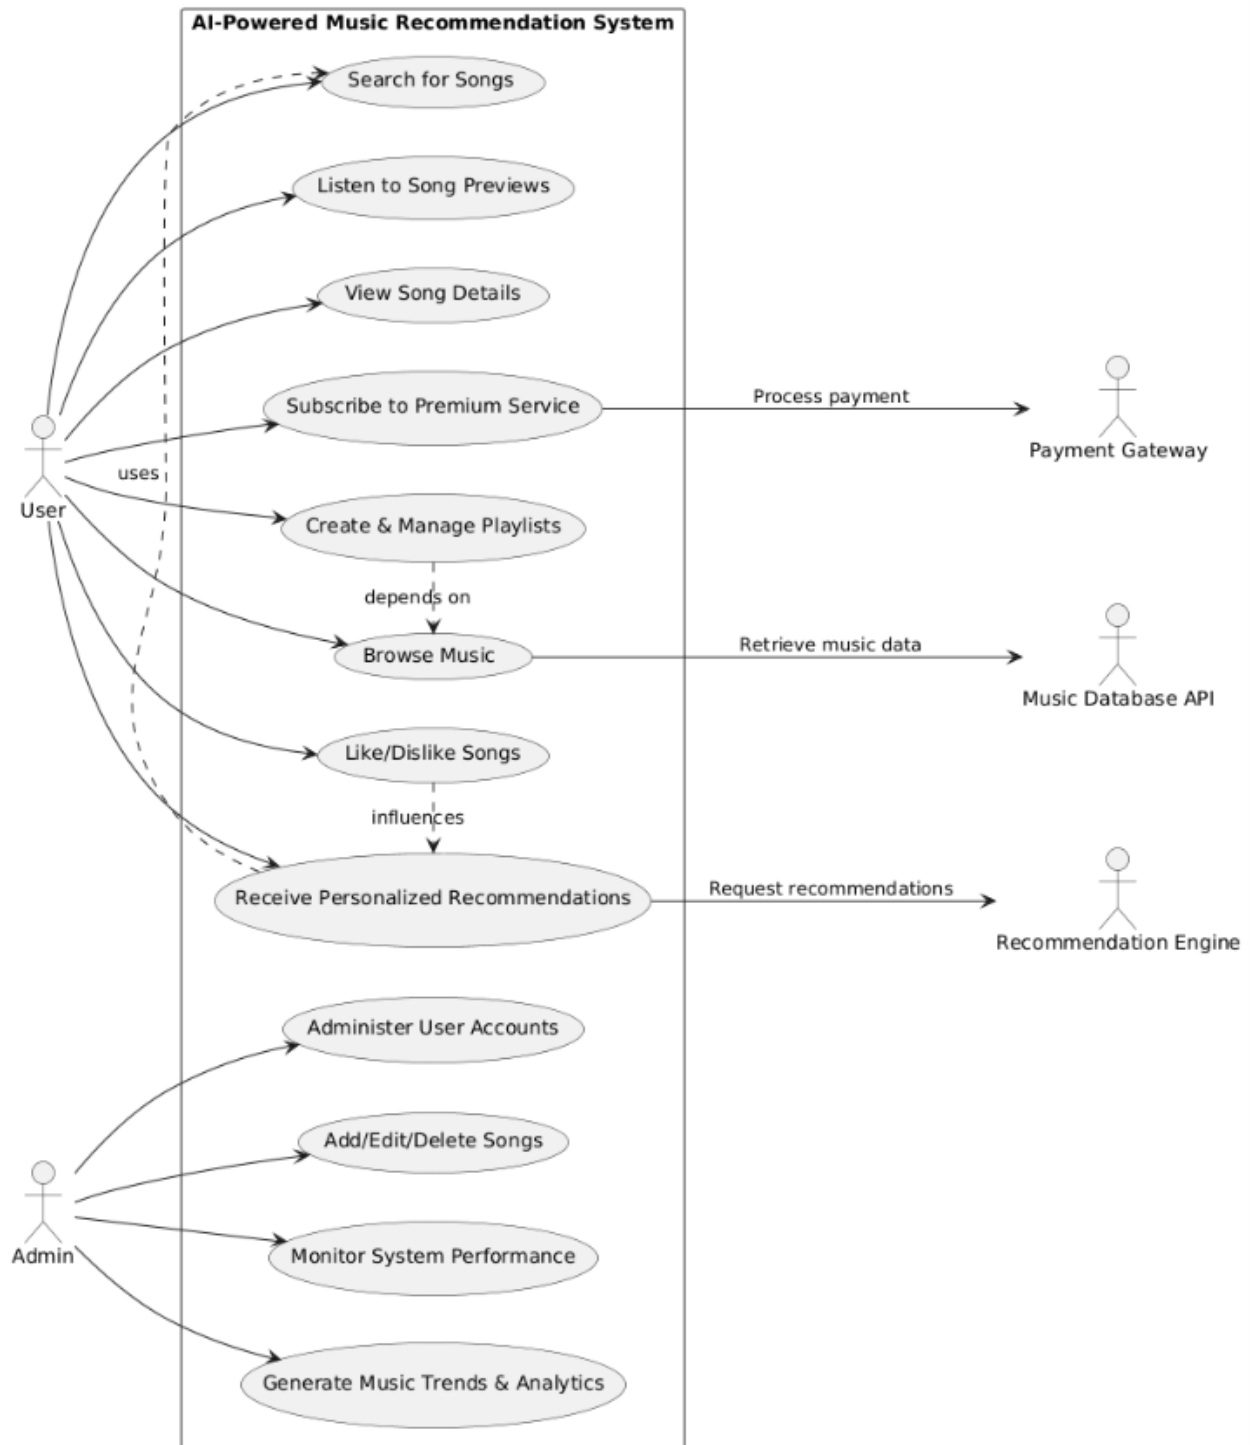 AI-Powered Music Recommendation System
Search for Songs
Listen to Song Previews
View Song Details
Subscribe to Premium Service
Process payment
Payment Gateway
uses
User
Create & Manage Playlists
depends on
Browse Music
Retrieve music data
Music Database API
Like/Dislike Songs
influences
Receive Personalized Recommendations
Request recommendations
Recommendation Engine
Administer User Accounts
Add/Edit/Delete Songs
Monitor System Performance
Admin
Generate Music Trends & Analytics